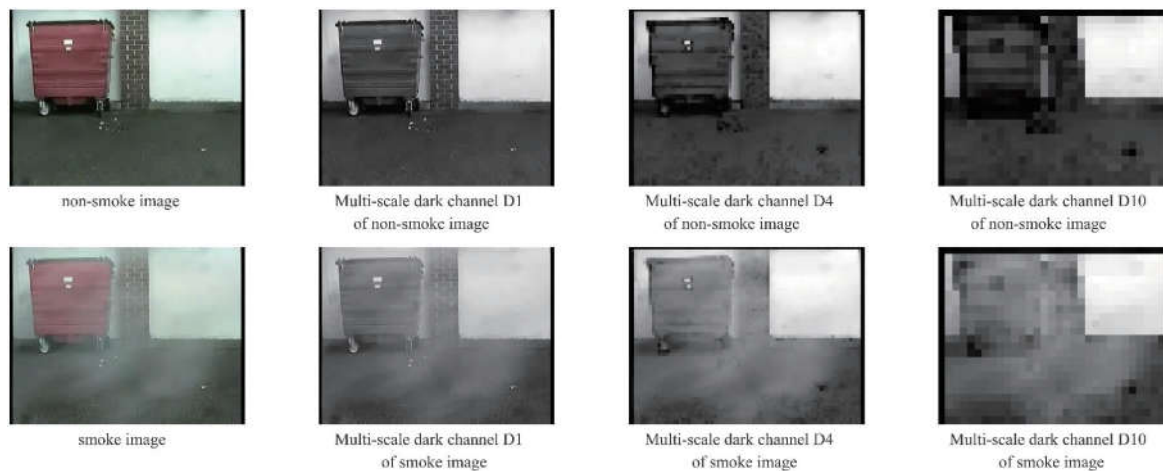 non-smoke image
Multi-scale dark channel D1
of non-smoke image
Multi-scale dark channel D4
of non-smoke image
Multi-scale dark channel D10
of non-smoke image
smoke image
Multi-scale dark channel D1
of smoke image
Multi-scale dark channel D4
of smoke image
Multi-scale dark channel D10
of smoke image